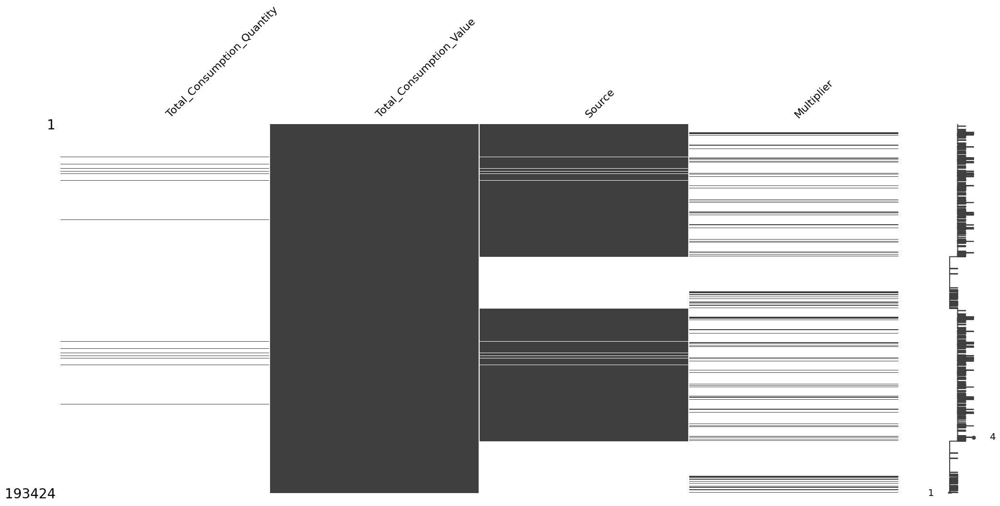 Total_Consumption_Quantity
Total_Consumption_Value
Source
Multiplier
1
4
193424
1